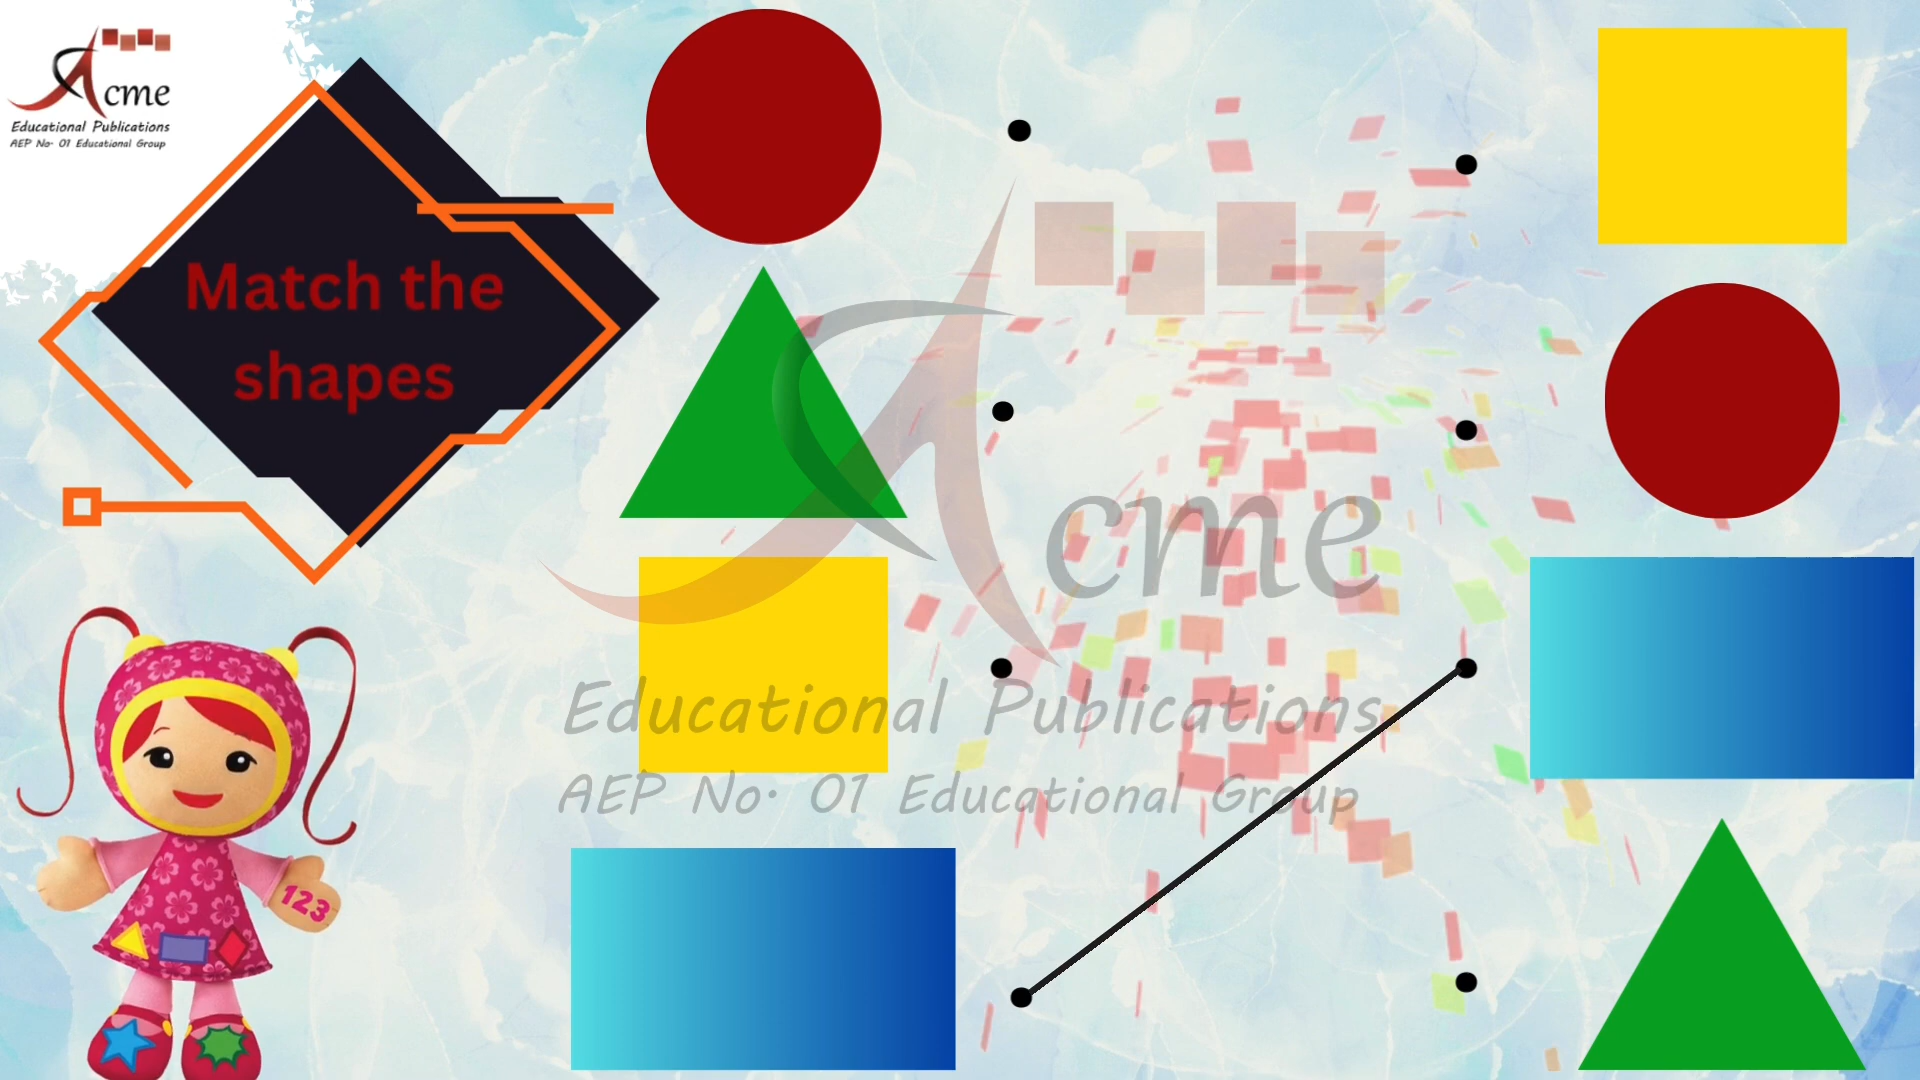 Acme
Educational Publications
AEP No. 01 Educational Group
Match the
shapes
Acme
Educational Publications
AEP No. 01 Educational Group
123